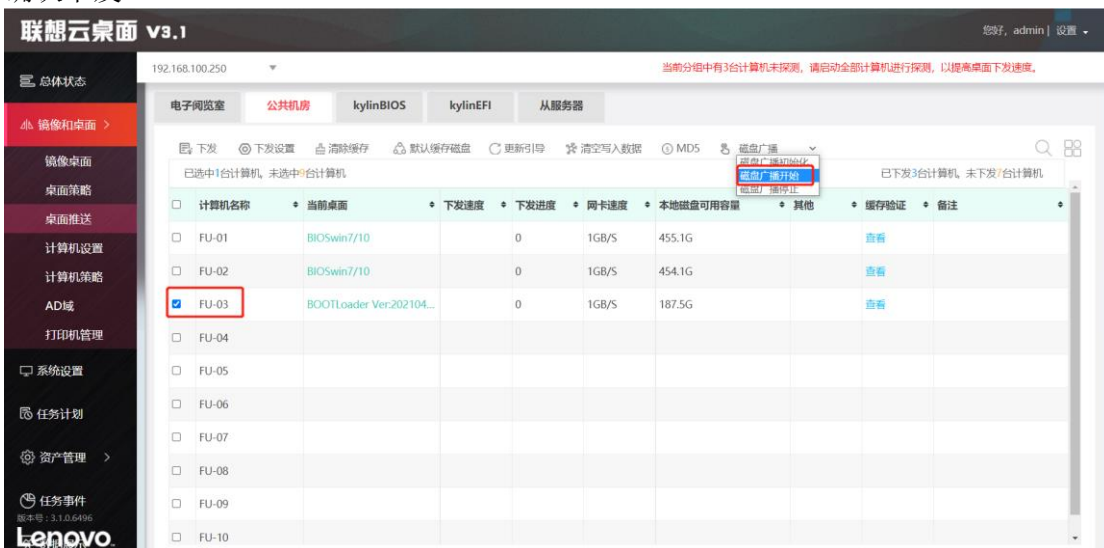 联想云桌面 V3.1
您好, admin | 设置
192.168.100.250
当前分组中有3台计算机未探测, 请启动全部计算机进行探测, 以提高桌面下发速度。
总体状态
镜像和桌面 >
镜像桌面
桌面策略
桌面推送
计算机设置
计算机策略
AD域
打印机管理
系统设置
任务计划
资产管理 >
任务事件
版本号 : 3.1.0.6496
Lenovo
电子阅览室 公共机房 kylinBIOS kylinEFI 从服务器
下发 下发设置 清除缓存 默认缓存磁盘 更新引导 清空写入数据 MD5 磁盘广播
磁盘广播初始化
磁盘广播开始
磁盘广播停止
已选中1台计算机, 未选中9台计算机 已下发3台计算机, 未下发7台计算机
计算机名称 当前桌面 下发速度 下发进度 网卡速度 本地磁盘可用容量 其他 缓存验证 备注
FU-01 BIOSwin7/10 0 1GB/S 455.1G 查看
FU-02 BIOSwin7/10 0 1GB/S 454.1G 查看
FU-03 BOOTLoader Ver:202104... 0 1GB/S 187.5G 查看
FU-04
FU-05
FU-06
FU-07
FU-08
FU-09
FU-10